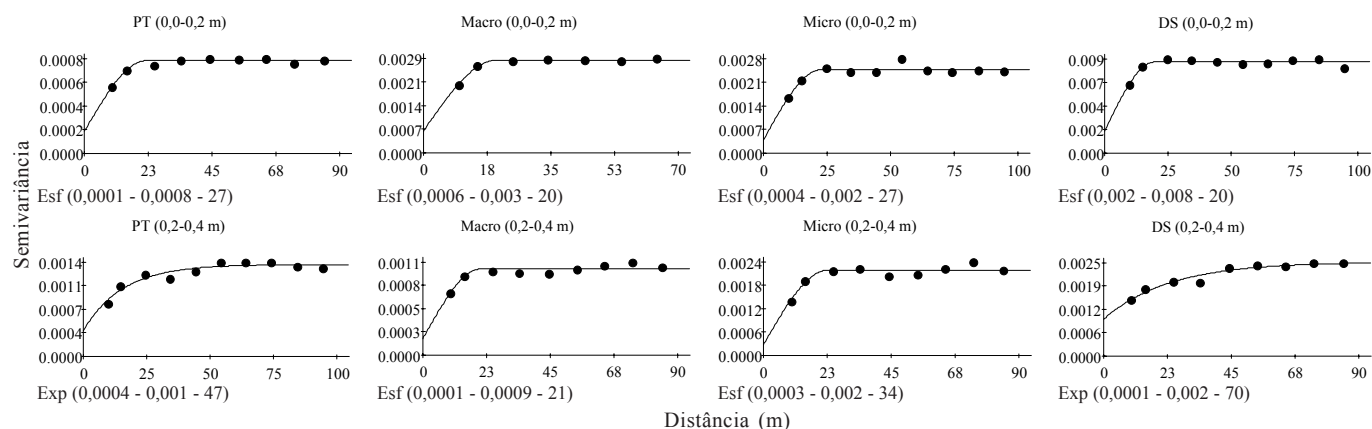 PT (0,0-0,2 m)
0.0008
0.0006
0.0004
0.0002
0.0000
0 23 45 68 90
Esf (0,0001 - 0,0008 - 27)
Macro (0,0-0,2 m)
0.0029
0.0021
0.0014
0.0007
0.0000
0 18 35 53 70
Esf (0,0006 - 0,003 - 20)
Micro (0,0-0,2 m)
0.0028
0.0021
0.0014
0.0007
0.0000
0 25 50 75 100
Esf (0,0004 - 0,002 - 27)
DS (0,0-0,2 m)
0.009
0.007
0.004
0.002
0.000
0 25 50 75 100
Esf (0,002 - 0,008 - 20)
Semivariância
PT (0,2-0,4 m)
0.0014
0.0011
0.0007
0.0004
0.0000
0 25 50 75 100
Exp (0,0004 - 0,001 - 47)
Macro (0,2-0,4 m)
0.0011
0.0008
0.0005
0.0003
0.0000
0 23 45 68 90
Esf (0,0001 - 0,0009 - 21)
Micro (0,2-0,4 m)
0.0024
0.0018
0.0012
0.0006
0.0000
0 23 45 68 90
Esf (0,0003 - 0,002 - 34)
DS (0,2-0,4 m)
0.0025
0.0019
0.0012
0.0006
0.0000
0 23 45 68 90
Exp (0,0001 - 0,002 - 70)
Distância (m)